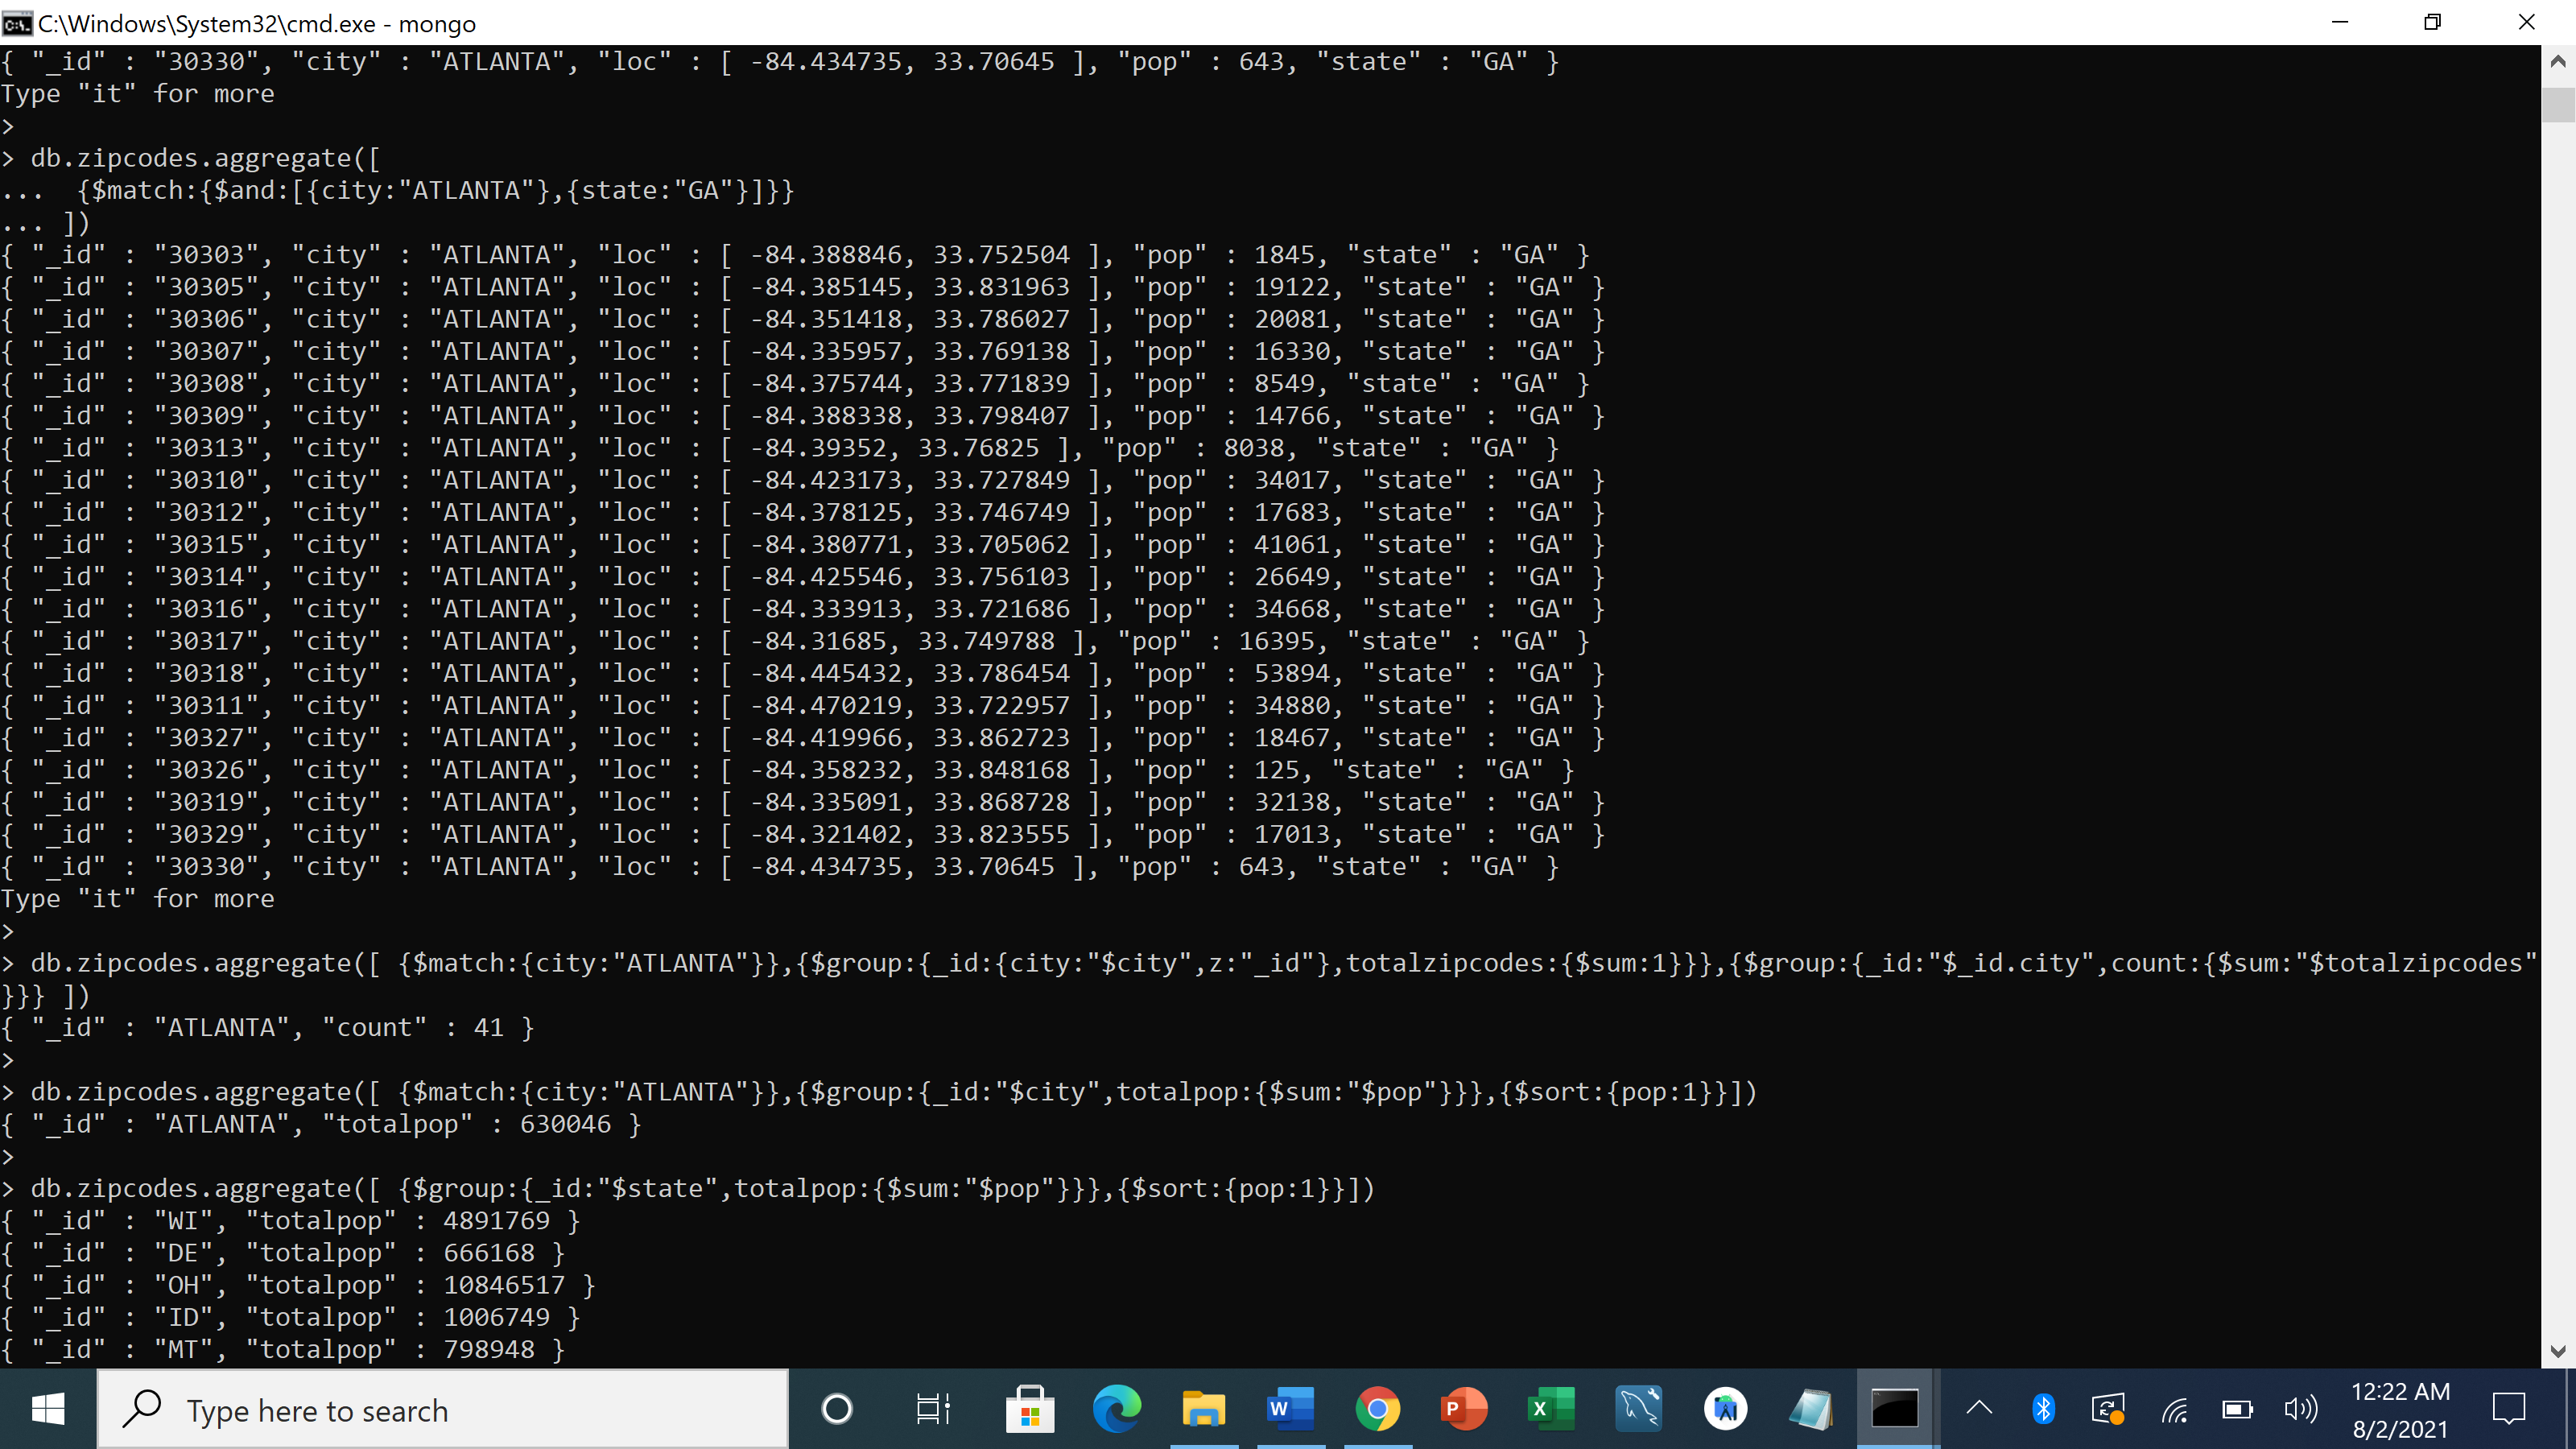 C:\Windows\System32\cmd.exe - mongo
{ "_id" : "30330", "city" : "ATLANTA", "loc" : [ -84.434735, 33.70645 ], "pop" : 643, "state" : "GA" }
Type "it" for more
>
> db.zipcodes.aggregate([
...  {$match:{$and:[{city:"ATLANTA"},{state:"GA"}]}}
... ])
{ "_id" : "30303", "city" : "ATLANTA", "loc" : [ -84.388846, 33.752504 ], "pop" : 1845, "state" : "GA" }
{ "_id" : "30305", "city" : "ATLANTA", "loc" : [ -84.385145, 33.831963 ], "pop" : 19122, "state" : "GA" }
{ "_id" : "30306", "city" : "ATLANTA", "loc" : [ -84.351418, 33.786027 ], "pop" : 20081, "state" : "GA" }
{ "_id" : "30307", "city" : "ATLANTA", "loc" : [ -84.335957, 33.769138 ], "pop" : 16330, "state" : "GA" }
{ "_id" : "30308", "city" : "ATLANTA", "loc" : [ -84.375744, 33.771839 ], "pop" : 8549, "state" : "GA" }
{ "_id" : "30309", "city" : "ATLANTA", "loc" : [ -84.388338, 33.798407 ], "pop" : 14766, "state" : "GA" }
{ "_id" : "30313", "city" : "ATLANTA", "loc" : [ -84.39352, 33.76825 ], "pop" : 8038, "state" : "GA" }
{ "_id" : "30310", "city" : "ATLANTA", "loc" : [ -84.423173, 33.727849 ], "pop" : 34017, "state" : "GA" }
{ "_id" : "30312", "city" : "ATLANTA", "loc" : [ -84.378125, 33.746749 ], "pop" : 17683, "state" : "GA" }
{ "_id" : "30315", "city" : "ATLANTA", "loc" : [ -84.380771, 33.705062 ], "pop" : 41061, "state" : "GA" }
{ "_id" : "30314", "city" : "ATLANTA", "loc" : [ -84.425546, 33.756103 ], "pop" : 26649, "state" : "GA" }
{ "_id" : "30316", "city" : "ATLANTA", "loc" : [ -84.333913, 33.721686 ], "pop" : 34668, "state" : "GA" }
{ "_id" : "30317", "city" : "ATLANTA", "loc" : [ -84.31685, 33.749788 ], "pop" : 16395, "state" : "GA" }
{ "_id" : "30318", "city" : "ATLANTA", "loc" : [ -84.445432, 33.786454 ], "pop" : 53894, "state" : "GA" }
{ "_id" : "30311", "city" : "ATLANTA", "loc" : [ -84.470219, 33.722957 ], "pop" : 34880, "state" : "GA" }
{ "_id" : "30327", "city" : "ATLANTA", "loc" : [ -84.419966, 33.862723 ], "pop" : 18467, "state" : "GA" }
{ "_id" : "30326", "city" : "ATLANTA", "loc" : [ -84.358232, 33.848168 ], "pop" : 125, "state" : "GA" }
{ "_id" : "30319", "city" : "ATLANTA", "loc" : [ -84.335091, 33.868728 ], "pop" : 32138, "state" : "GA" }
{ "_id" : "30329", "city" : "ATLANTA", "loc" : [ -84.321402, 33.823555 ], "pop" : 17013, "state" : "GA" }
{ "_id" : "30330", "city" : "ATLANTA", "loc" : [ -84.434735, 33.70645 ], "pop" : 643, "state" : "GA" }
Type "it" for more
>
> db.zipcodes.aggregate([ {$match:{city:"ATLANTA"}},{$group:{_id:{city:"$city",z:"_id"},totalzipcodes:{$sum:1}}},{$group:{_id:"$_id.city",count:{$sum:"$totalzipcodes"
}}} ])
{ "_id" : "ATLANTA", "count" : 41 }
>
> db.zipcodes.aggregate([ {$match:{city:"ATLANTA"}},{$group:{_id:"$city",totalpop:{$sum:"$pop"}}},{$sort:{pop:1}}])
{ "_id" : "ATLANTA", "totalpop" : 630046 }
>
> db.zipcodes.aggregate([ {$group:{_id:"$state",totalpop:{$sum:"$pop"}}},{$sort:{pop:1}}])
{ "_id" : "WI", "totalpop" : 4891769 }
{ "_id" : "DE", "totalpop" : 666168 }
{ "_id" : "OH", "totalpop" : 10846517 }
{ "_id" : "ID", "totalpop" : 1006749 }
{ "_id" : "MT", "totalpop" : 798948 }
Type here to search
12:22 AM
8/2/2021